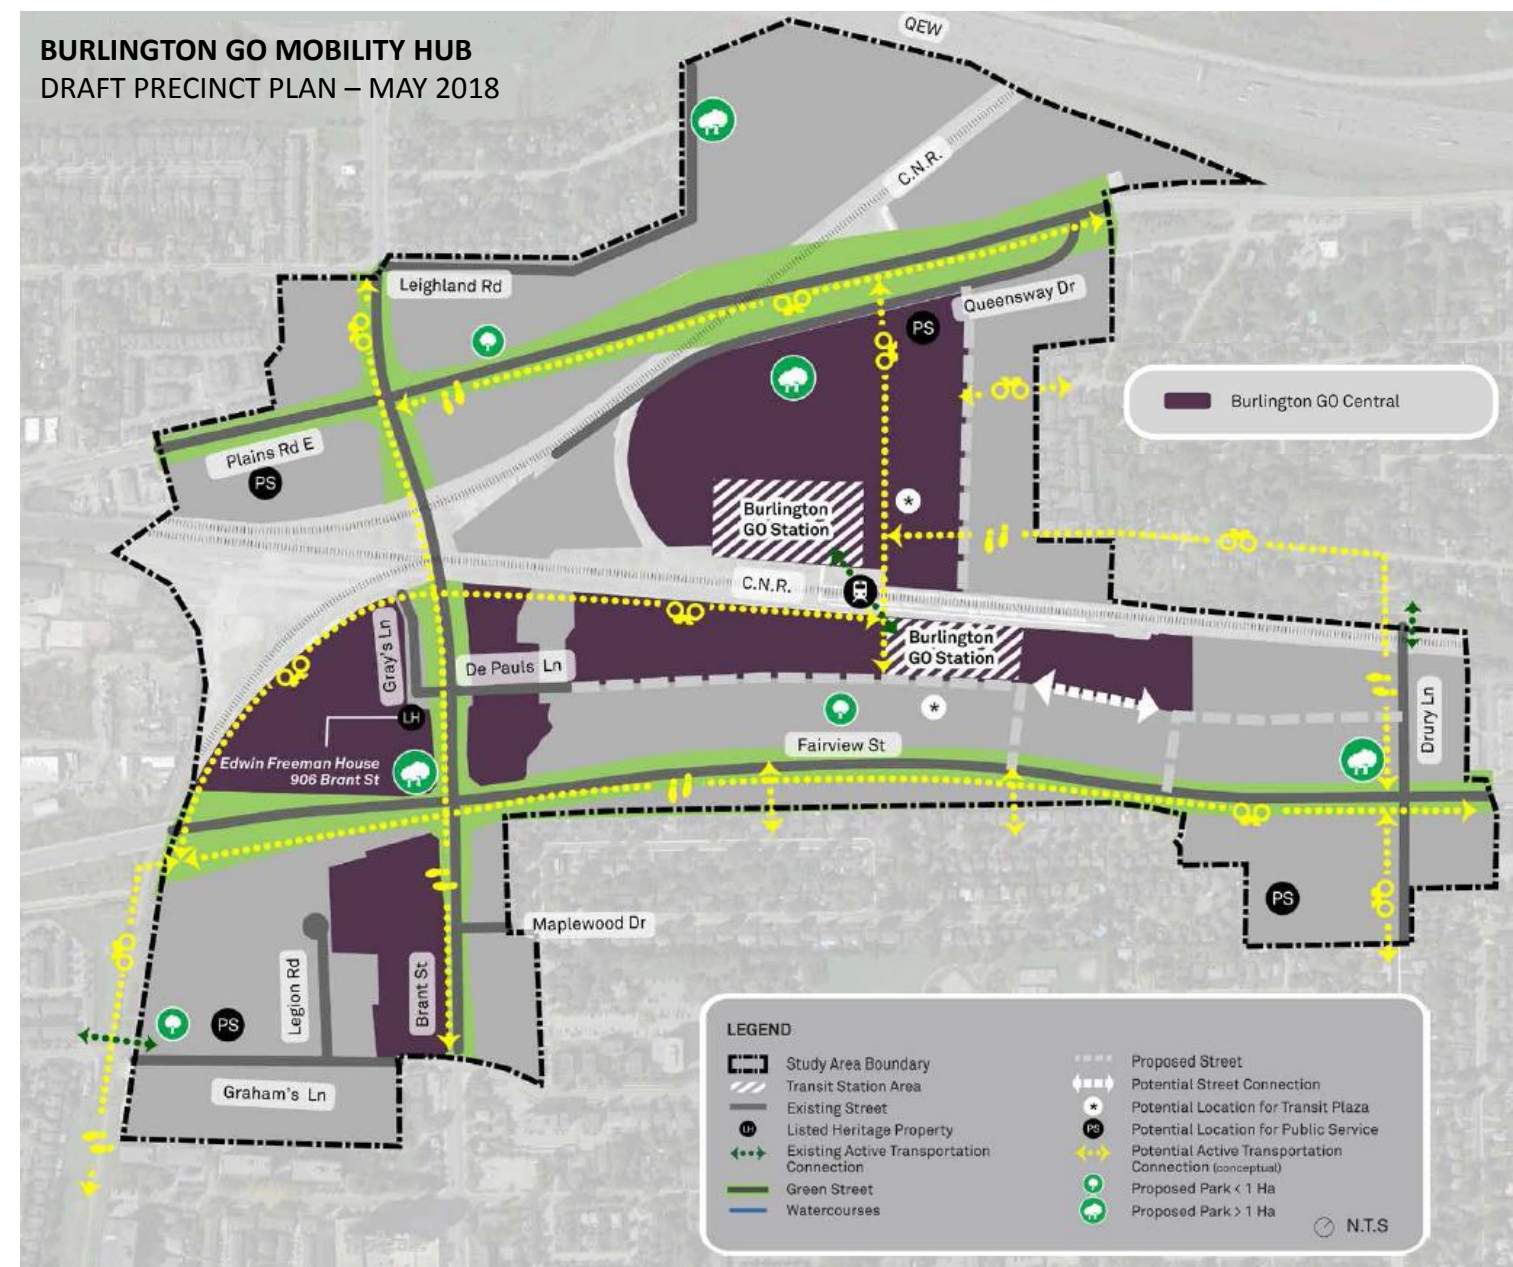 BURLINGTON GO MOBILITY HUB
DRAFT PRECINCT PLAN – MAY 2018
QEW
C.N.R.
Leighland Rd
Queensway Dr
PS
Burlington GO Central
Plains Rd E
PS
Burlington
GO Station
*
C.N.R.
Gray's Ln
De Pauls Ln
Burlington
GO Station
LH
*
Drury Ln
Edwin Freeman House
906 Brant St
Fairview St
PS
Maplewood Dr
Legion Rd
Brant St
PS
Graham's Ln
LEGEND
Study Area Boundary
Transit Station Area
Existing Street
LH
Listed Heritage Property
Existing Active Transportation
Connection
Green Street
Watercourses
Proposed Street
Potential Street Connection
*
Potential Location for Transit Plaza
PS
Potential Location for Public Service
Potential Active Transportation
Connection (conceptual)
Proposed Park < 1 Ha
Proposed Park > 1 Ha
N.T.S